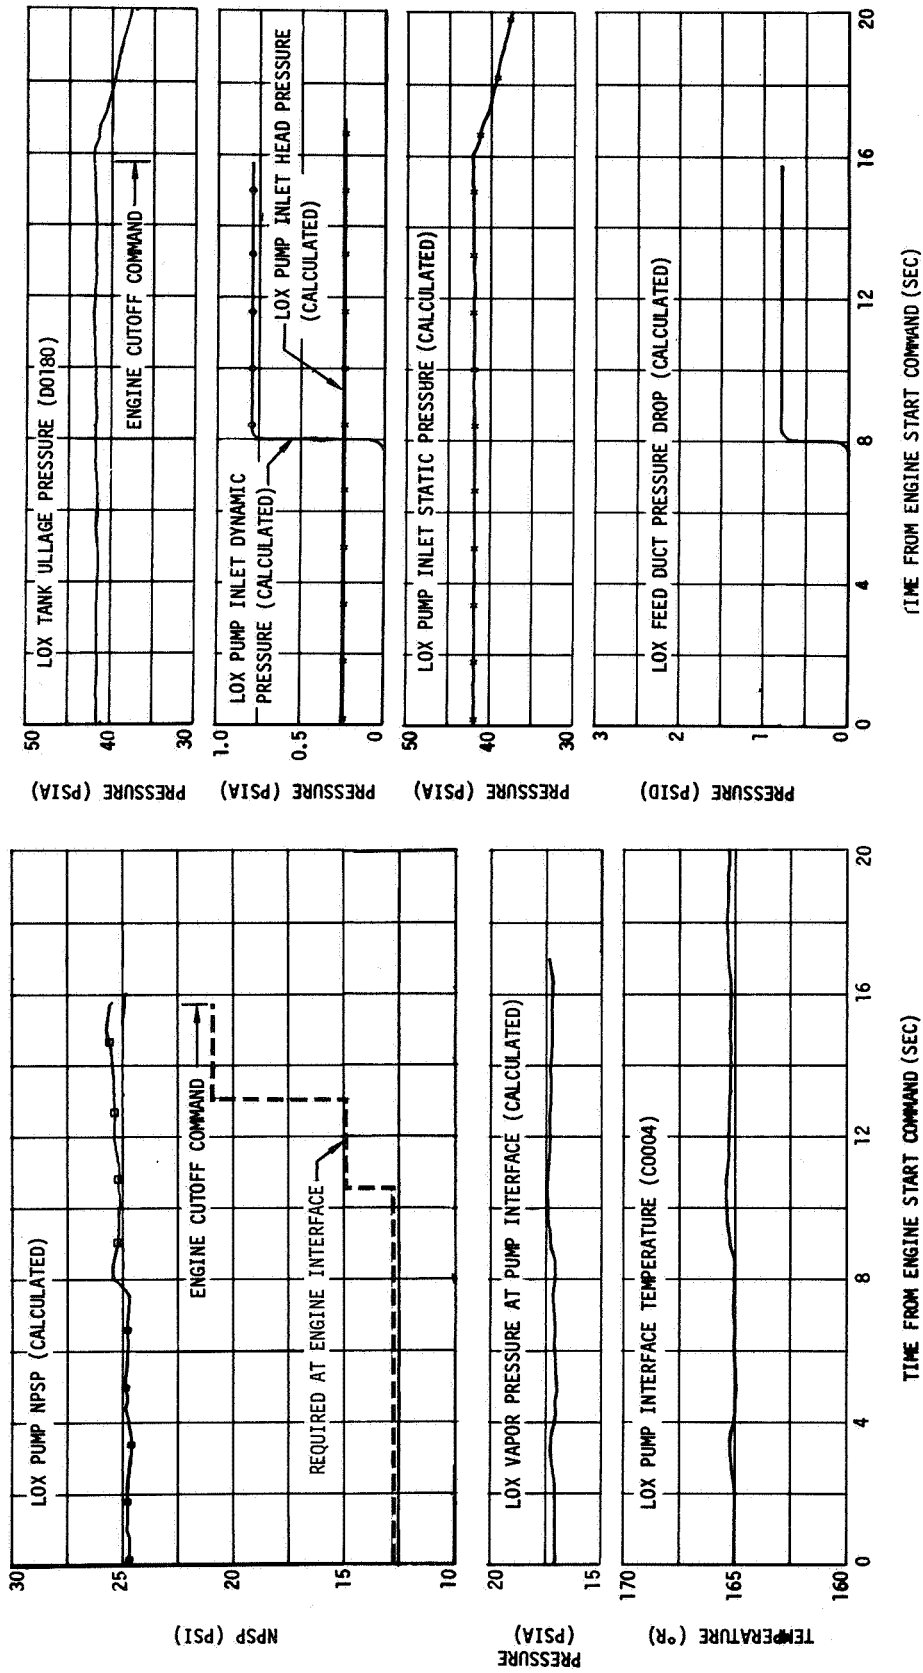 LOX PUMP NPSP (CALCULATED)
NPSP (PSI)
30
25
20
15
10
ENGINE CUTOFF COMMAND
REQUIRED AT ENGINE INTERFACE
LOX VAPOR PRESSURE AT PUMP INTERFACE (CALCULATED)
PRESSURE
(PSIA)
20
15
LOX PUMP INTERFACE TEMPERATURE (C0004)
TEMPERATURE (°R)
170
165
160
0
4
8
12
16
20
TIME FROM ENGINE START COMMAND (SEC)
LOX TANK ULLAGE PRESSURE (D0180)
PRESSURE (PSIA)
50
40
30
ENGINE CUTOFF COMMAND
LOX PUMP INLET DYNAMIC
PRESSURE (CALCULATED)
LOX PUMP INLET HEAD PRESSURE
(CALCULATED)
PRESSURE (PSIA)
1.0
0.5
0
LOX PUMP INLET STATIC PRESSURE (CALCULATED)
PRESSURE (PSIA)
50
40
30
LOX FEED DUCT PRESSURE DROP (CALCULATED)
PRESSURE (PSID)
3
2
1
0
0
4
8
12
16
20
TIME FROM ENGINE START COMMAND (SEC)